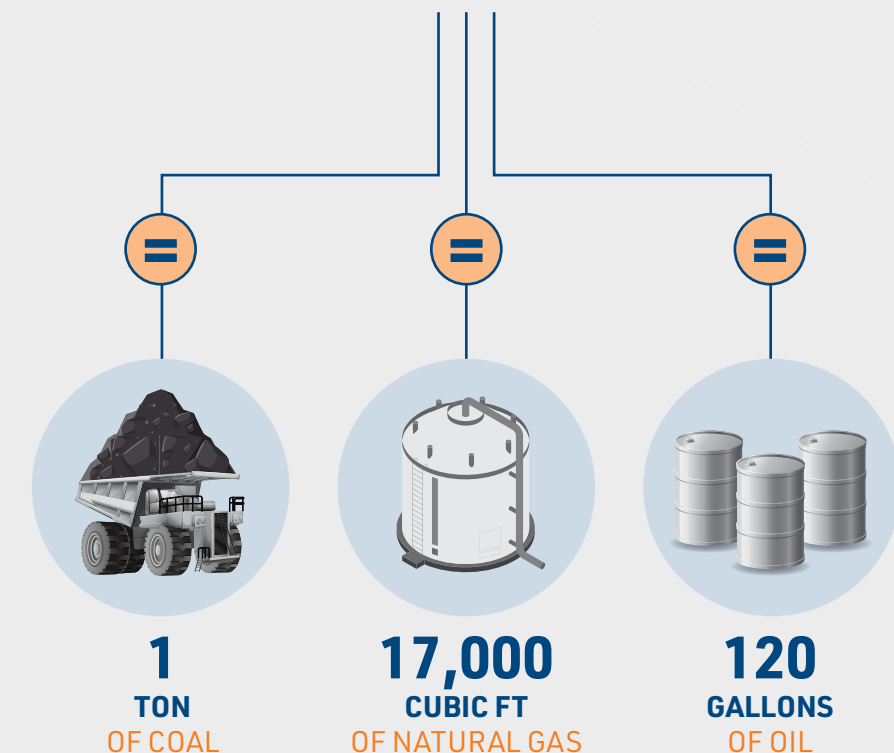 =
=
=
1
TON
OF COAL
17,000
CUBIC FT
OF NATURAL GAS
120
GALLONS
OF OIL